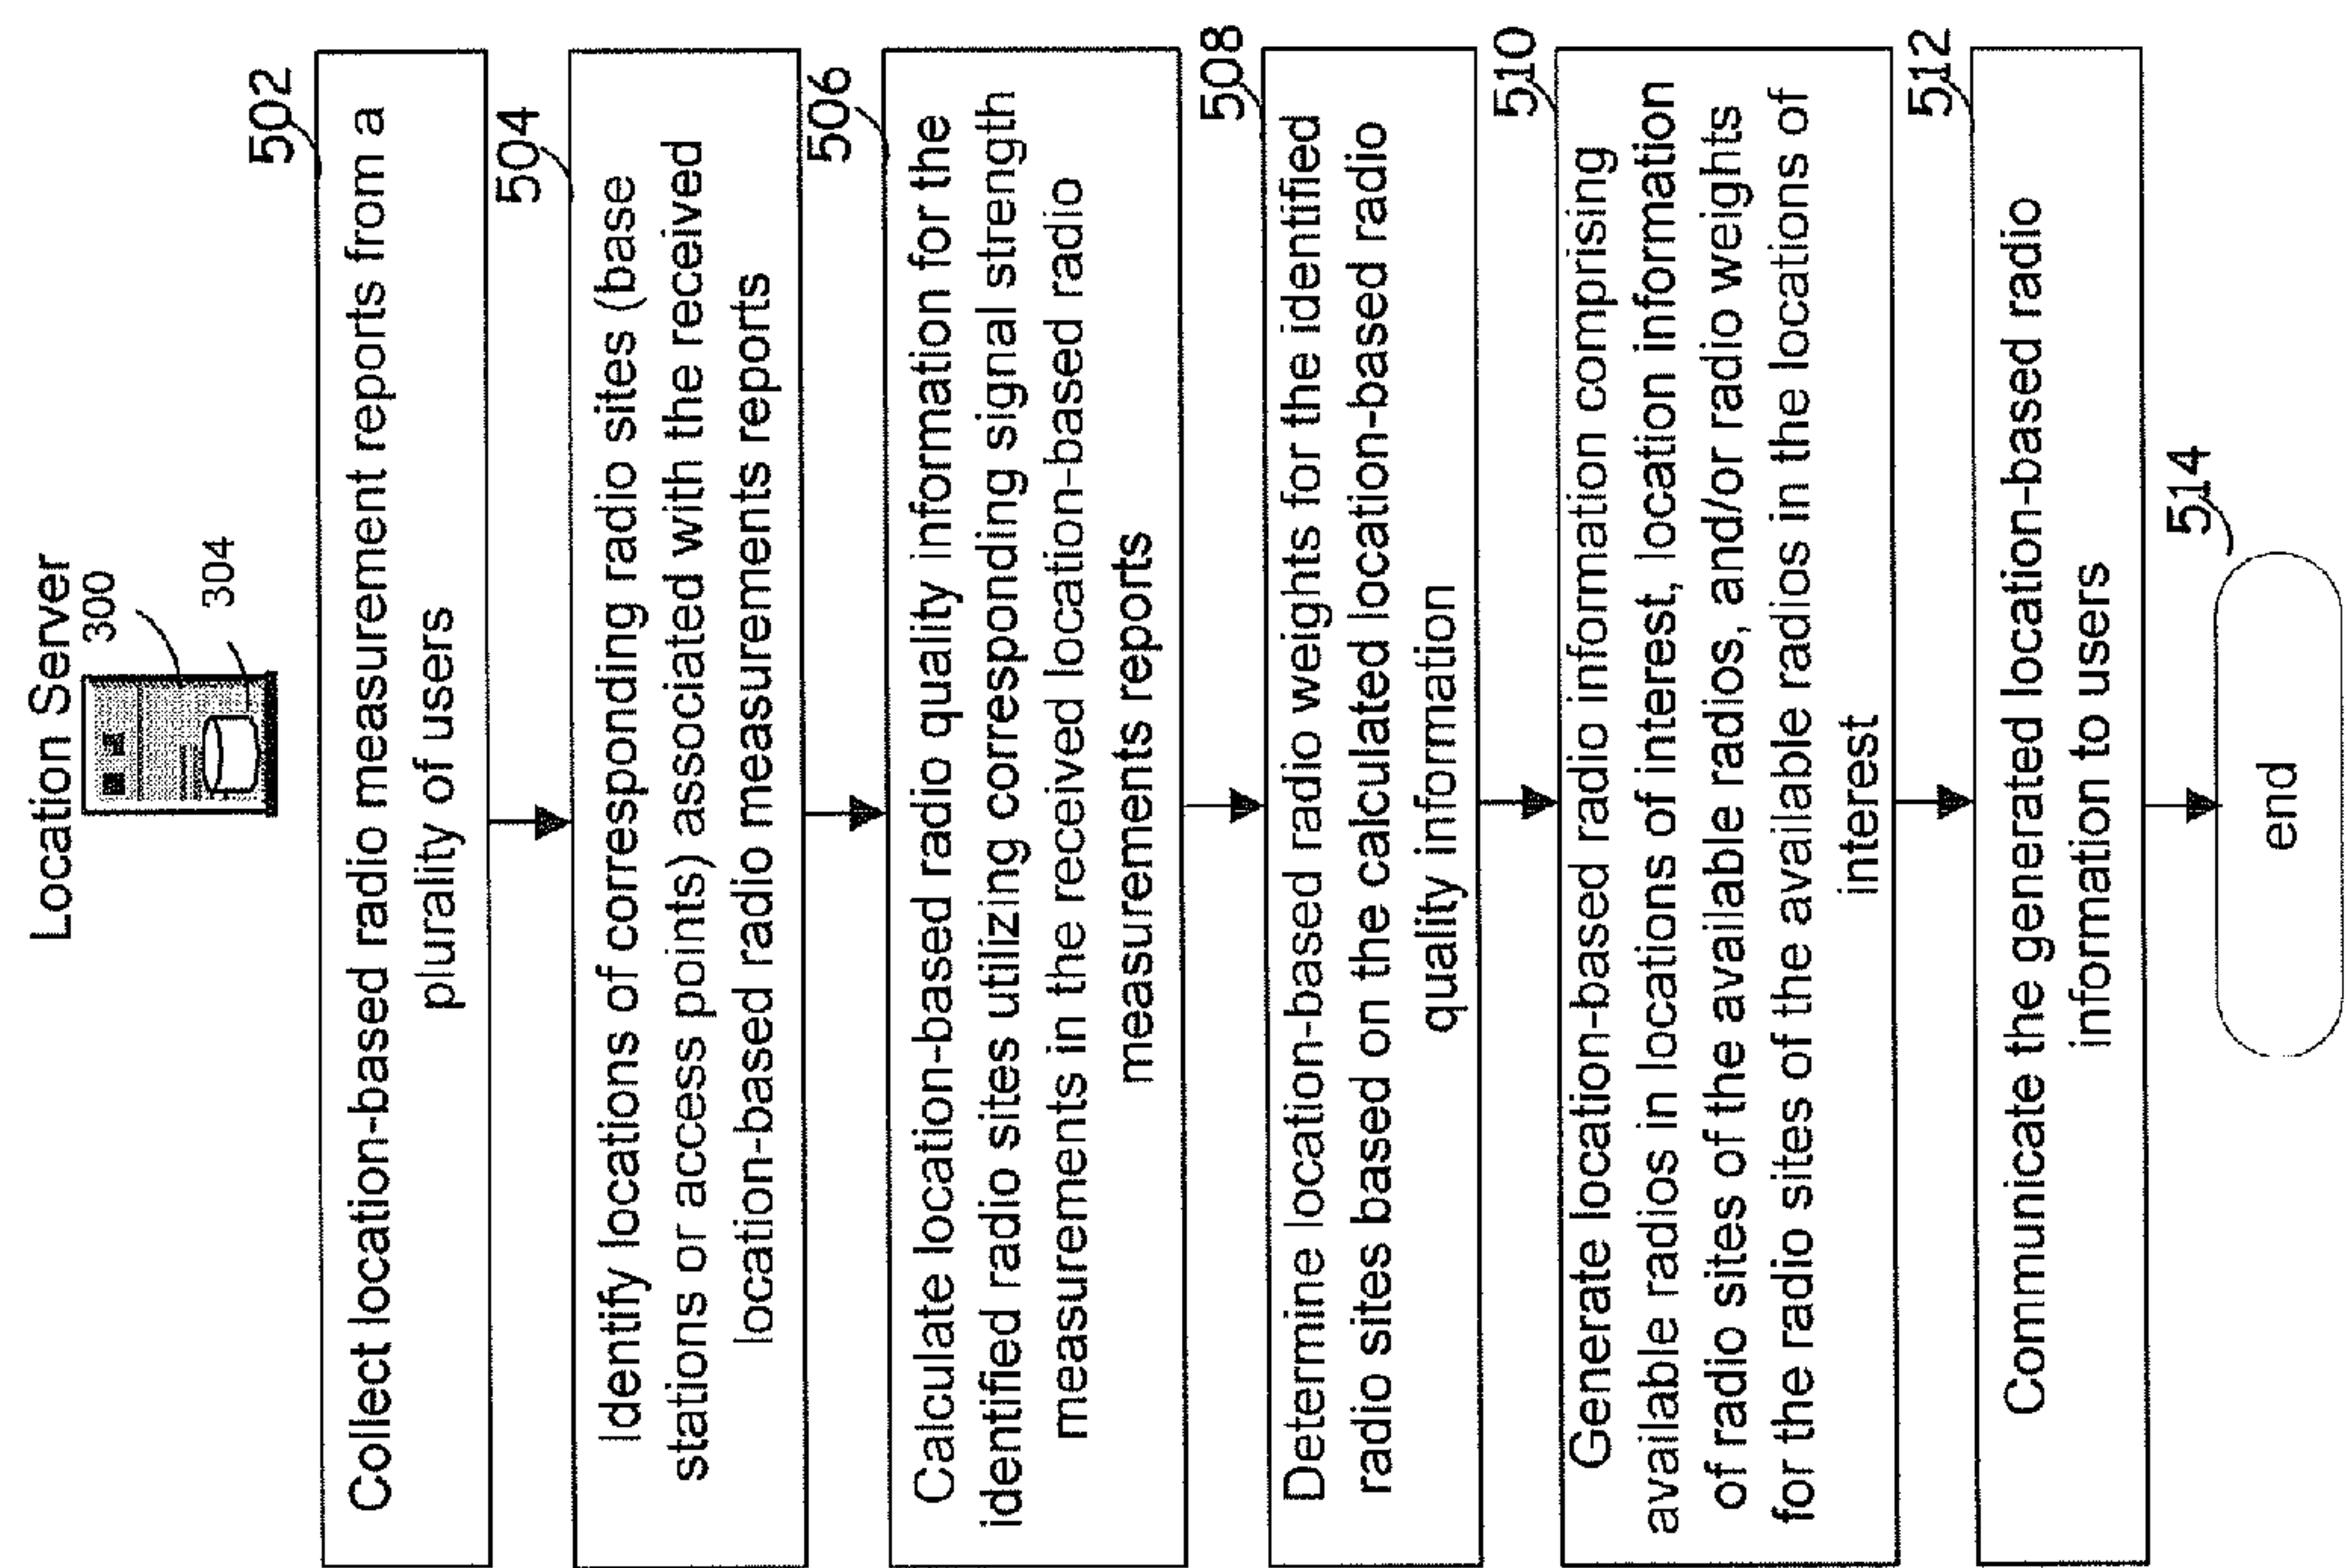 Location Server
300
304
502
Collect location-based radio measurement reports from a
plurality of users
504
Identify locations of corresponding radio sites (base
stations or access points) associated with the received
location-based radio measurements reports
506
Calculate location-based radio quality information for the
identified radio sites utilizing corresponding signal strength
measurements in the received location-based radio
measurements reports
508
Determine location-based radio weights for the identified
radio sites based on the calculated location-based radio
quality information
510
Generate location-based radio information comprising
available radios in locations of interest, location information
of radio sites of the available radios, and/or radio weights
for the radio sites of the available radios in the locations of
interest
512
Communicate the generated location-based radio
information to users
514
end